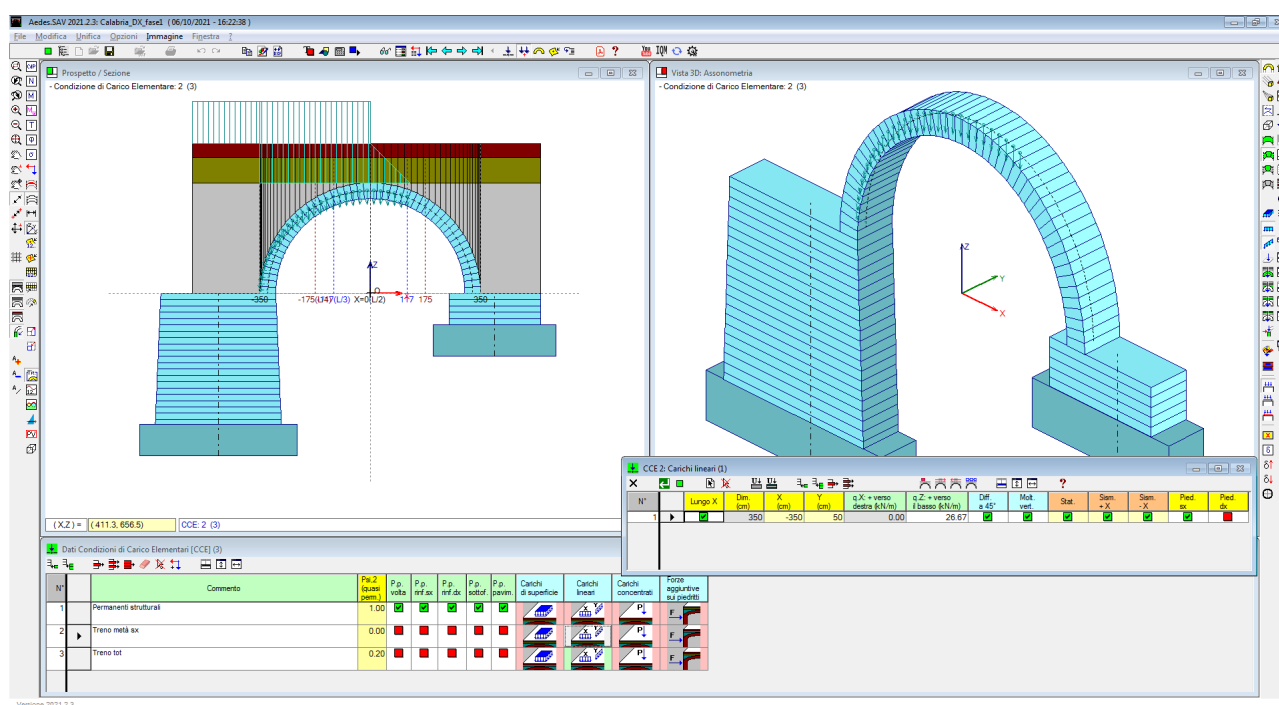 Aedes.SAV 2021.2.3: Calabria_DX_fase1 ( 06/10/2021 - 16:22:38 )
File Modifica Unifica Opzioni Immagine Finestra ?
Prospetto / Sezione
- Condizione di Carico Elementare: 2 (3)
Z
O
-350 X=0(L/2) 117 175 350
( X,Z ) = ( 411.3, 656.5) CCE: 2 (3)
Vista 3D: Assonometria
- Condizione di Carico Elementare: 2 (3)
Z
Y
X
CCE 2: Carichi lineari (1)
N° Lungo X Dim. (cm) X (cm) Y (cm) q.X: + verso destra (kN/m) q.Z: + verso il basso (kN/m) Diff. a 45° Molt. vert. Stat. Sism. + X Sism. - X Pied. sx Pied. dx
1 350 -350 50 0.00 26.67
Dati Condizioni di Carico Elementari [CCE] (3)
N° Commento Psi,2 (quasi perm.) P.p. volta P.p. rinf.sx P.p. rinf.dx P.p. sottof. P.p. pavim. Carichi di superficie Carichi lineari Carichi concentrati Forze aggiuntive sui piedritti
1 Permanenti strutturali 1.00
2 Treno metà sx 0.00
3 Treno tot 0.20
Versione 2021.2.3